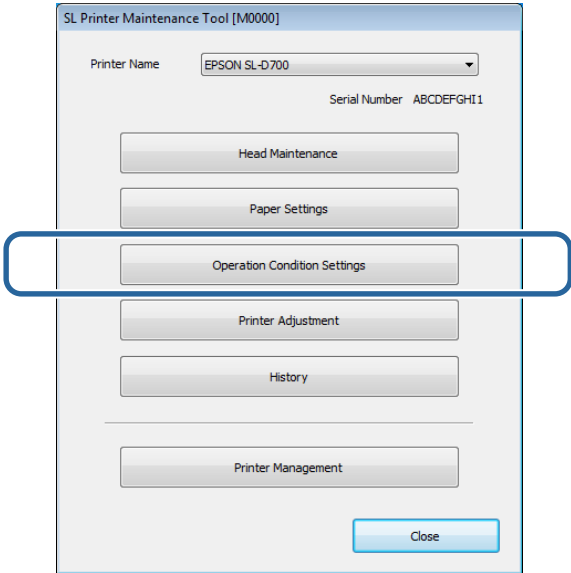 SL Printer Maintenance Tool [M0000]
Printer Name EPSON SL-D700
Serial Number ABCDEFGHI1
Head Maintenance
Paper Settings
Operation Condition Settings
Printer Adjustment
History
Printer Management
Close